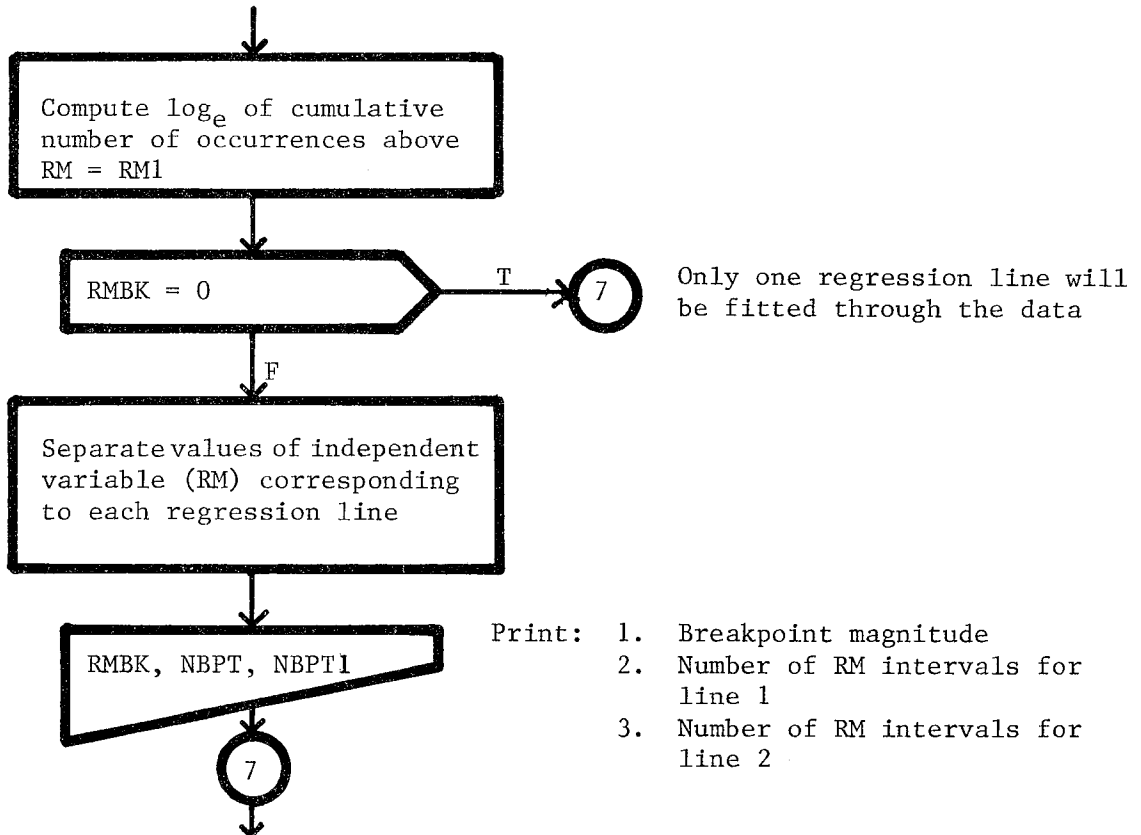 Compute logₑ of cumulative
number of occurrences above
RM = RM1
RMBK = 0
T
7
Only one regression line will
be fitted through the data
F
Separate values of independent
variable (RM) corresponding
to each regression line
RMBK, NBPT, NBPT1
Print: 1. Breakpoint magnitude
2. Number of RM intervals for
line 1
3. Number of RM intervals for
line 2
7